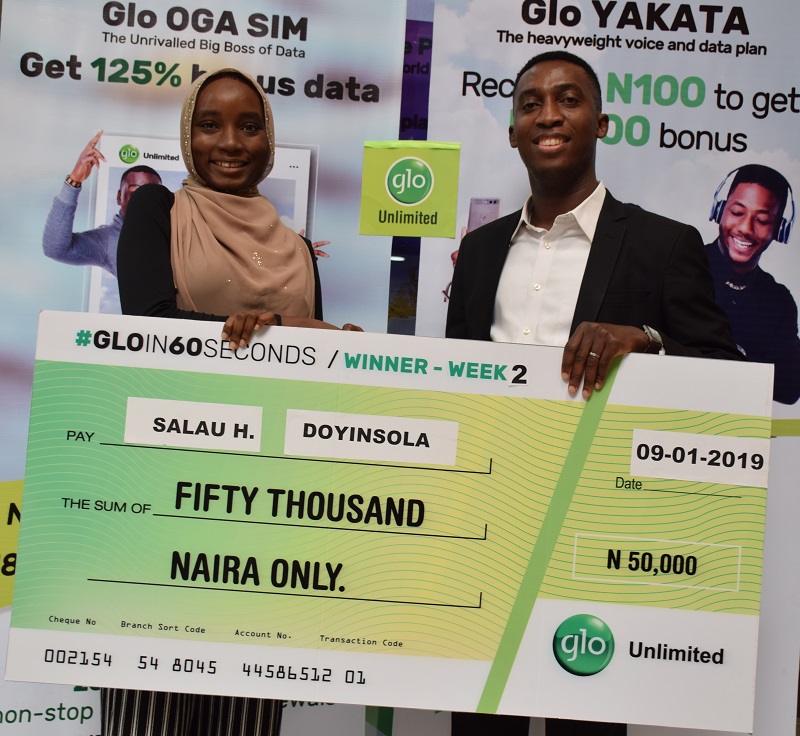 Glo OGA SIM
The Unrivalled Big Boss of Data
Get 125% bonus data
glo Unlimited
Glo YAKATA
The heavyweight voice and data plan
N100 to get
00 bonus
glo
Unlimited
#GLOIN60SECONDS / WINNER - WEEK 2
PAY SALAU H. DOYINSOLA
09-01-2019
Date
THE SUM OF FIFTY THOUSAND
NAIRA ONLY.
N 50,000
Cheque No Branch Sort Code Account No. Transaction Code
002154 54 8045 44586512 01
glo Unlimited
non-stop